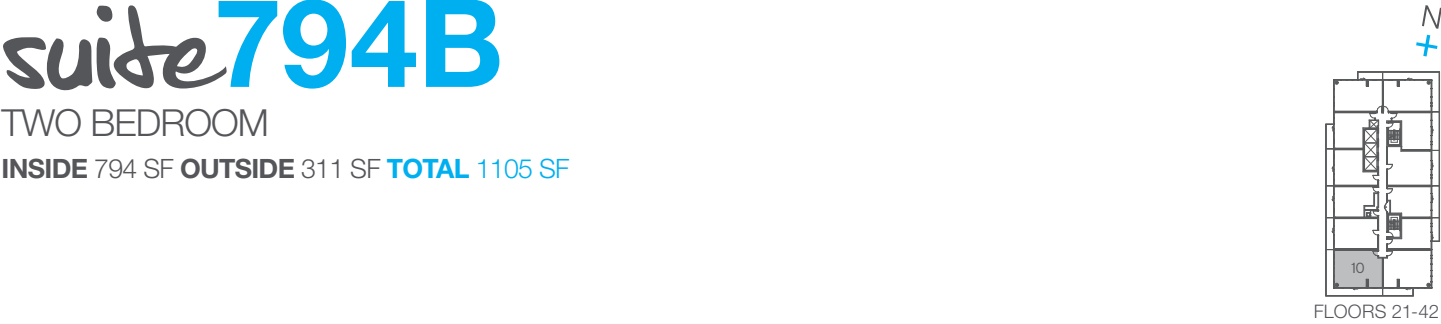 suite794B
TWO BEDROOM
INSIDE 794 SF OUTSIDE 311 SF TOTAL 1105 SF
N
10
FLOORS 21-42